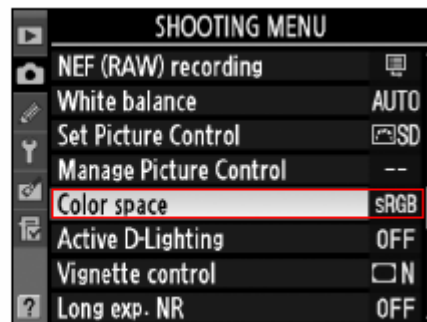 SHOOTING MENU
NEF (RAW) recording
White balance AUTO
Set Picture Control SD
Manage Picture Control --
Color space sRGB
Active D-Lighting OFF
Vignette control N
Long exp. NR OFF
?